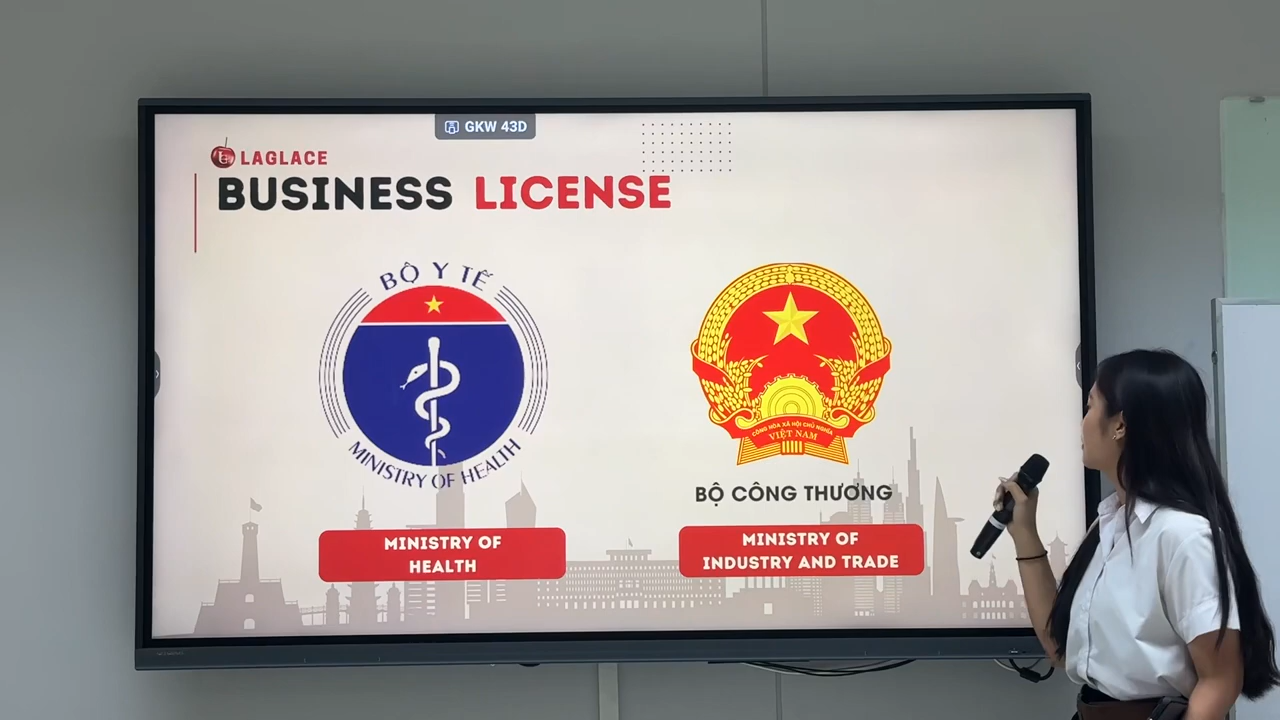 GKW 43D
LAGLACE
BUSINESS LICENSE
BỘ Y TẾ
MINISTRY OF HEALTH
MINISTRY OF
HEALTH
CỘNG HÒA XÃ HỘI CHỦ NGHĨA
VIỆT NAM
BỘ CÔNG THƯƠNG
MINISTRY OF
INDUSTRY AND TRADE